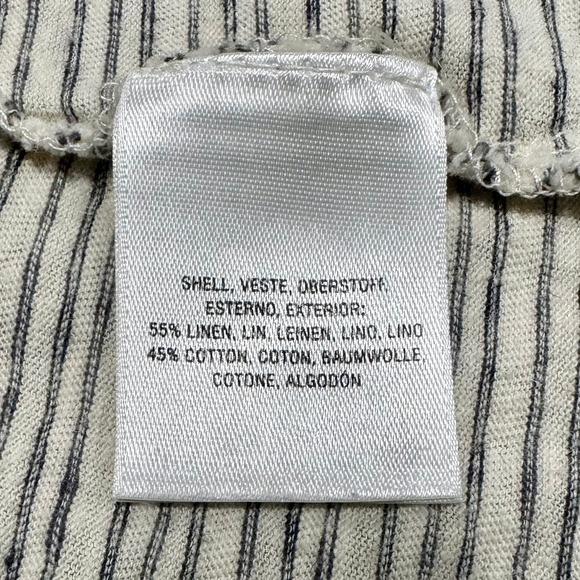 SHELL, VESTE, OBERSTOFF,
ESTERNO, EXTERIOR:
55% LINEN, LIN, LEINEN, LINO, LINO
45% COTTON, COTON, BAUMWOLLE,
COTONE, ALGODÓN